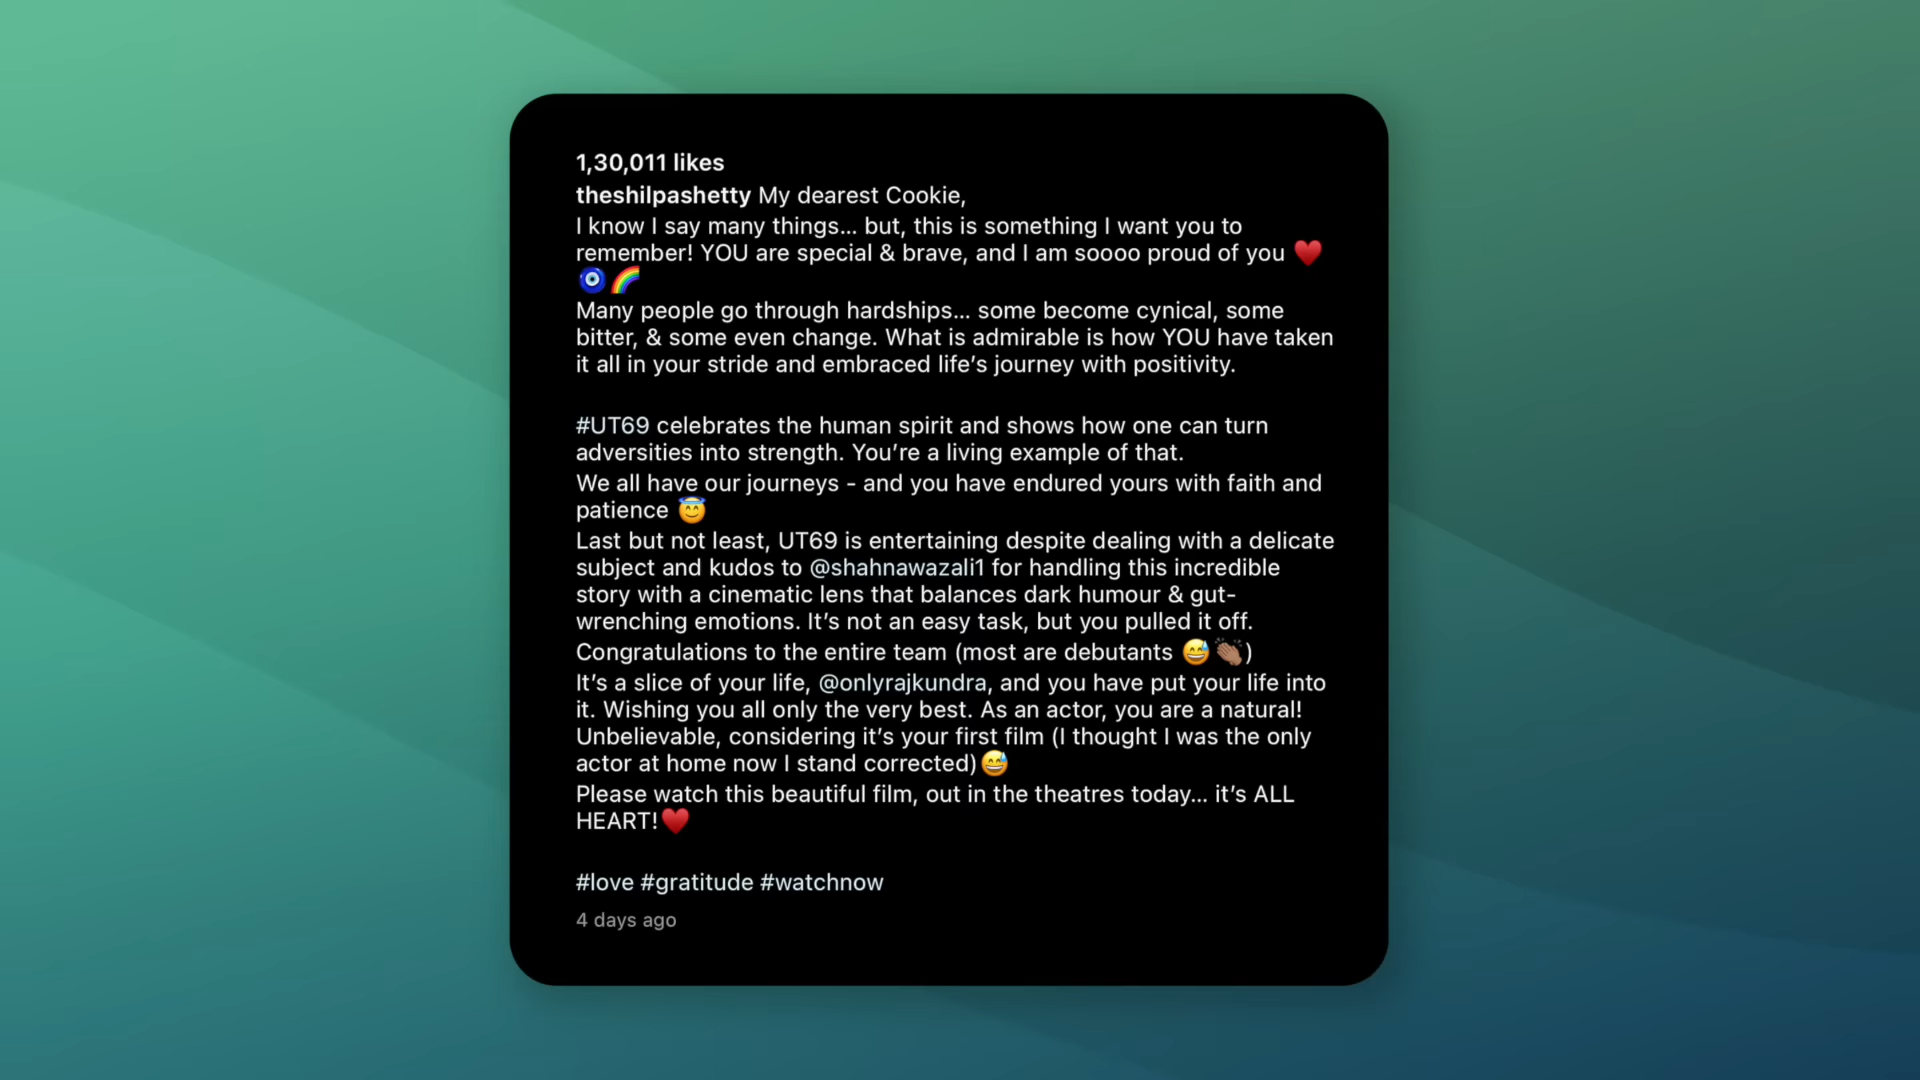 1,30,011 likes
theshilpashetty My dearest Cookie,
I know I say many things... but, this is something I want you to
remember! YOU are special & brave, and I am soooo proud of you ♥️
🧿🌈
Many people go through hardships... some become cynical, some
bitter, & some even change. What is admirable is how YOU have taken
it all in your stride and embraced life’s journey with positivity.
#UT69 celebrates the human spirit and shows how one can turn
adversities into strength. You’re a living example of that.
We all have our journeys - and you have endured yours with faith and
patience 😇
Last but not least, UT69 is entertaining despite dealing with a delicate
subject and kudos to @shahnawazali1 for handling this incredible
story with a cinematic lens that balances dark humour & gut-
wrenching emotions. It’s not an easy task, but you pulled it off.
Congratulations to the entire team (most are debutants 😅👏🏽)
It’s a slice of your life, @onlyrajkundra, and you have put your life into
it. Wishing you all only the very best. As an actor, you are a natural!
Unbelievable, considering it’s your first film (I thought I was the only
actor at home now I stand corrected)😅
Please watch this beautiful film, out in the theatres today... it’s ALL
HEART!♥️
#love #gratitude #watchnow
4 days ago